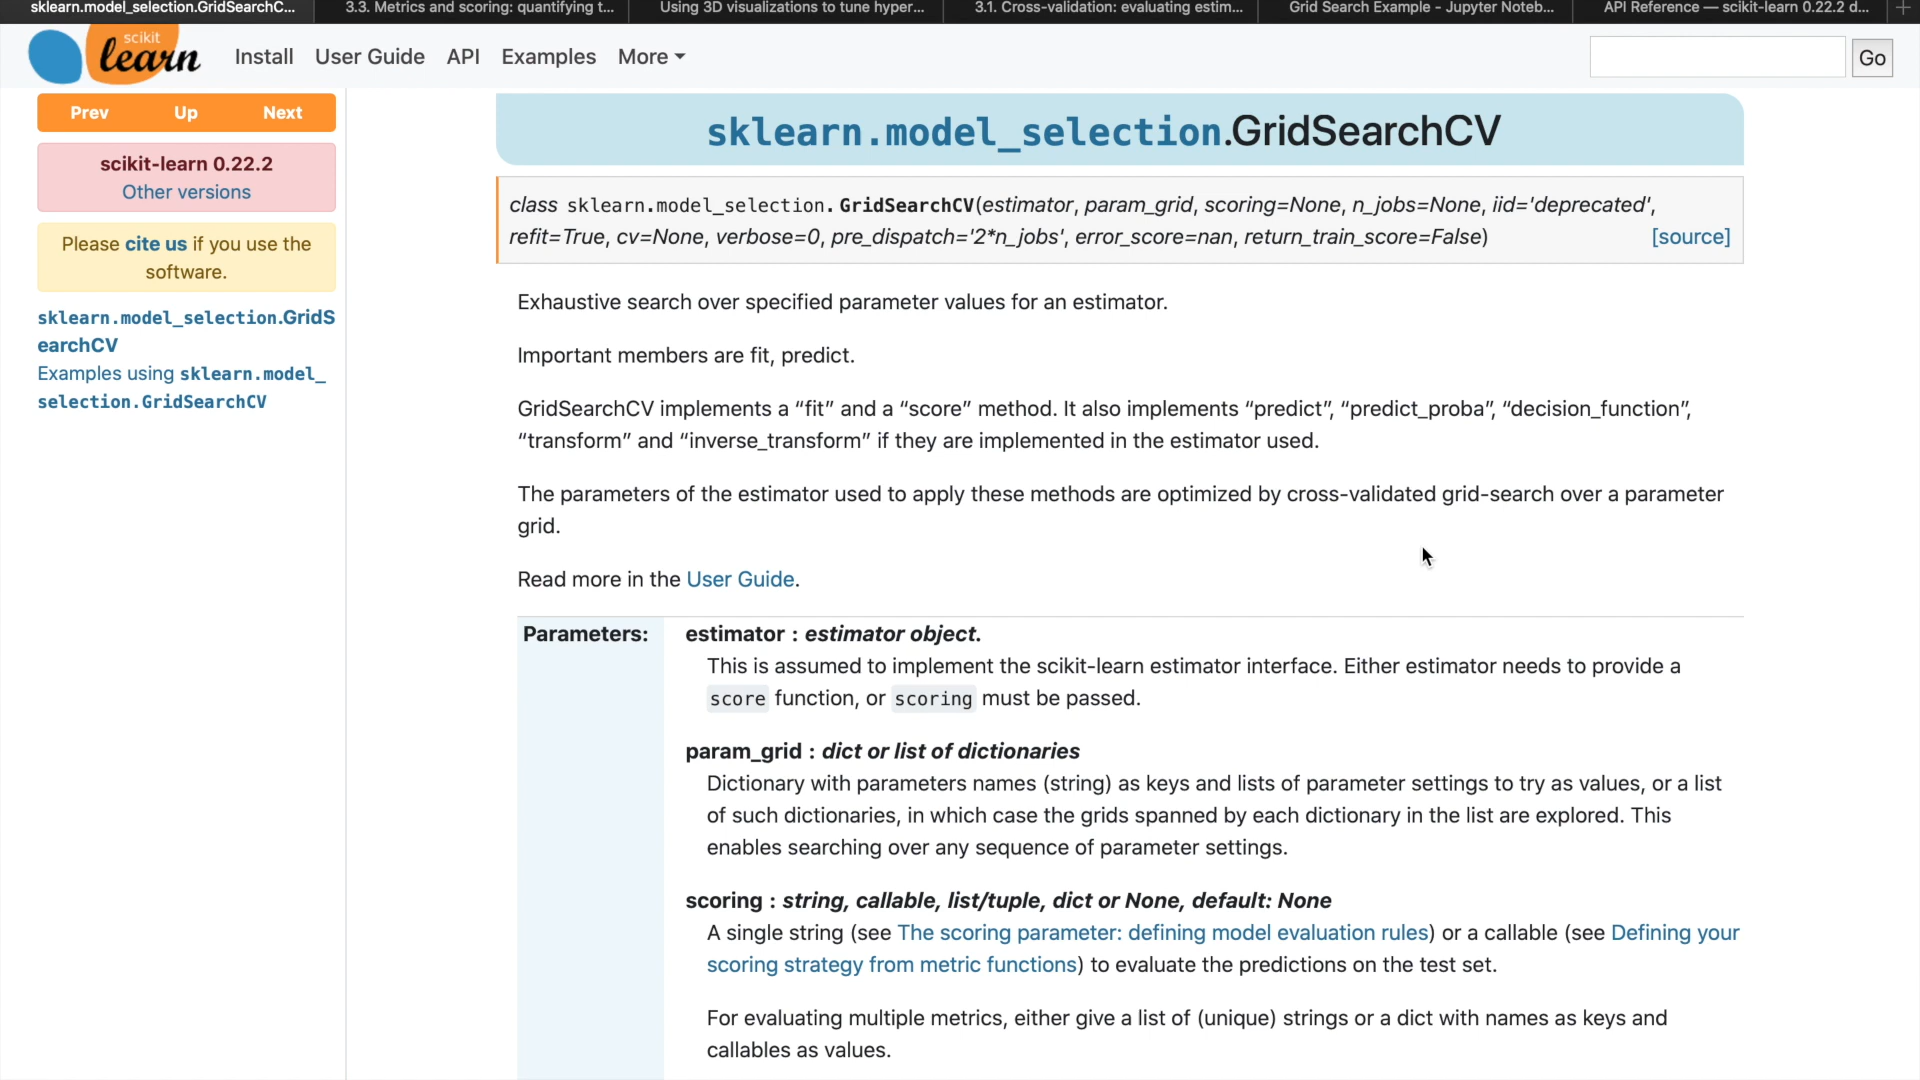 sklearn.model_selection.GridSearchC...
3.3. Metrics and scoring: quantifying t...
Using 3D visualizations to tune hyper...
3.1. Cross-validation: evaluating estim...
Grid Search Example - Jupyter Noteb...
API Reference — scikit-learn 0.22.2 d...
scikit
learn
Install
User Guide
API
Examples
More
Go
Prev
Up
Next
scikit-learn 0.22.2
Other versions
Please cite us if you use the
software.
sklearn.model_selection.GridS
earchCV
Examples using sklearn.model_
selection.GridSearchCV
sklearn.model_selection.GridSearchCV
class sklearn.model_selection.GridSearchCV(estimator, param_grid, scoring=None, n_jobs=None, iid='deprecated',
refit=True, cv=None, verbose=0, pre_dispatch='2*n_jobs', error_score=nan, return_train_score=False) [source]
Exhaustive search over specified parameter values for an estimator.
Important members are fit, predict.
GridSearchCV implements a “fit” and a “score” method. It also implements “predict”, “predict_proba”, “decision_function”,
“transform” and “inverse_transform” if they are implemented in the estimator used.
The parameters of the estimator used to apply these methods are optimized by cross-validated grid-search over a parameter
grid.
Read more in the User Guide.
Parameters:
estimator : estimator object.
This is assumed to implement the scikit-learn estimator interface. Either estimator needs to provide a
score function, or scoring must be passed.
param_grid : dict or list of dictionaries
Dictionary with parameters names (string) as keys and lists of parameter settings to try as values, or a list
of such dictionaries, in which case the grids spanned by each dictionary in the list are explored. This
enables searching over any sequence of parameter settings.
scoring : string, callable, list/tuple, dict or None, default: None
A single string (see The scoring parameter: defining model evaluation rules) or a callable (see Defining your
scoring strategy from metric functions) to evaluate the predictions on the test set.
For evaluating multiple metrics, either give a list of (unique) strings or a dict with names as keys and
callables as values.